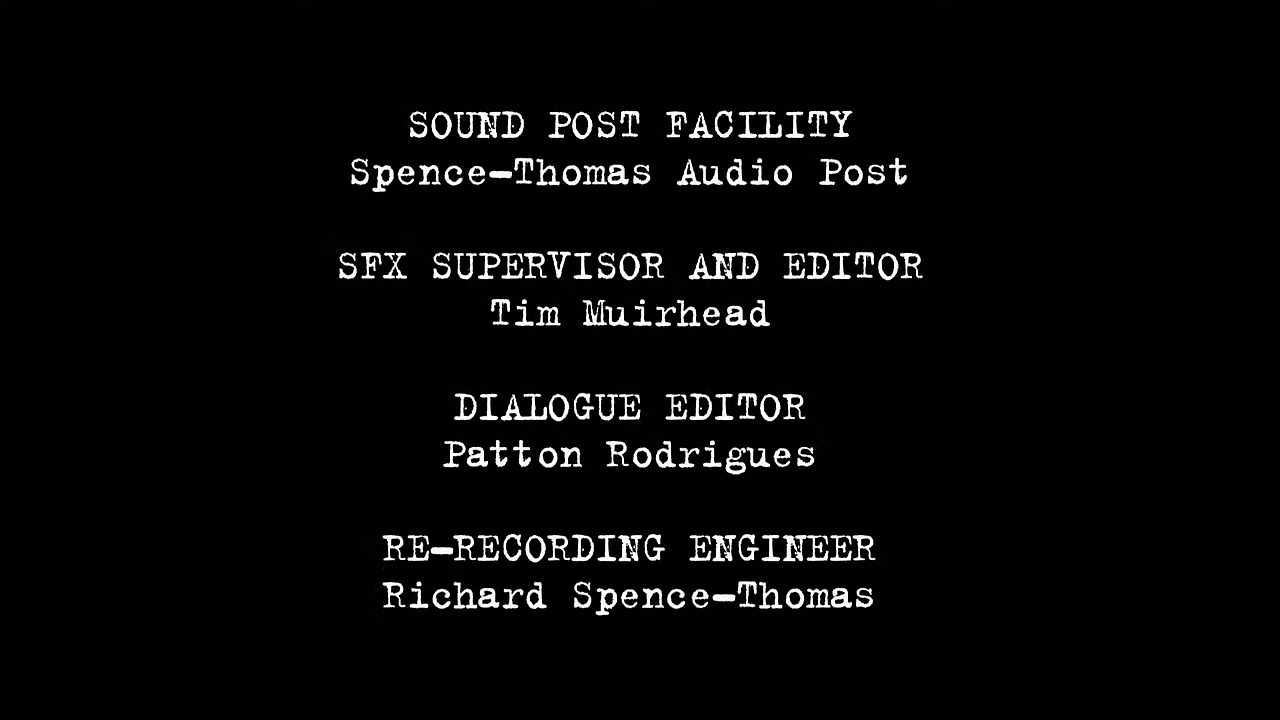 SOUND POST FACILITY
Spence-Thomas Audio Post
SFX SUPERVISOR AND EDITOR
Tim Muirhead
DIALOGUE EDITOR
Patton Rodrigues
RE-RECORDING ENGINEER
Richard Spence-Thomas